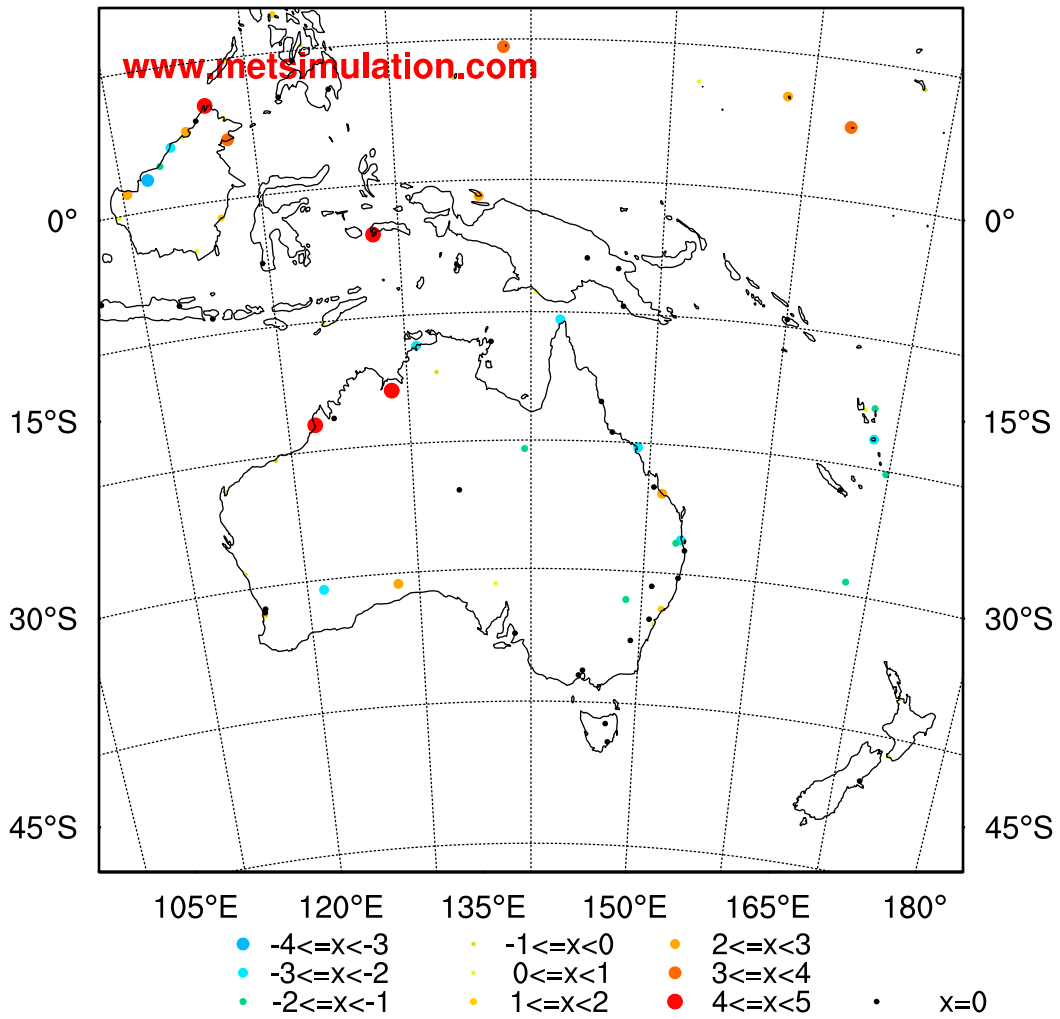 www.metsimulation.com
0° 0°
15°S 15°S
30°S 30°S
45°S 45°S
105°E 120°E 135°E 150°E 165°E 180°
-4<=x<-3 -1<=x<0 2<=x<3
-3<=x<-2 0<=x<1 3<=x<4
-2<=x<-1 1<=x<2 4<=x<5 x=0